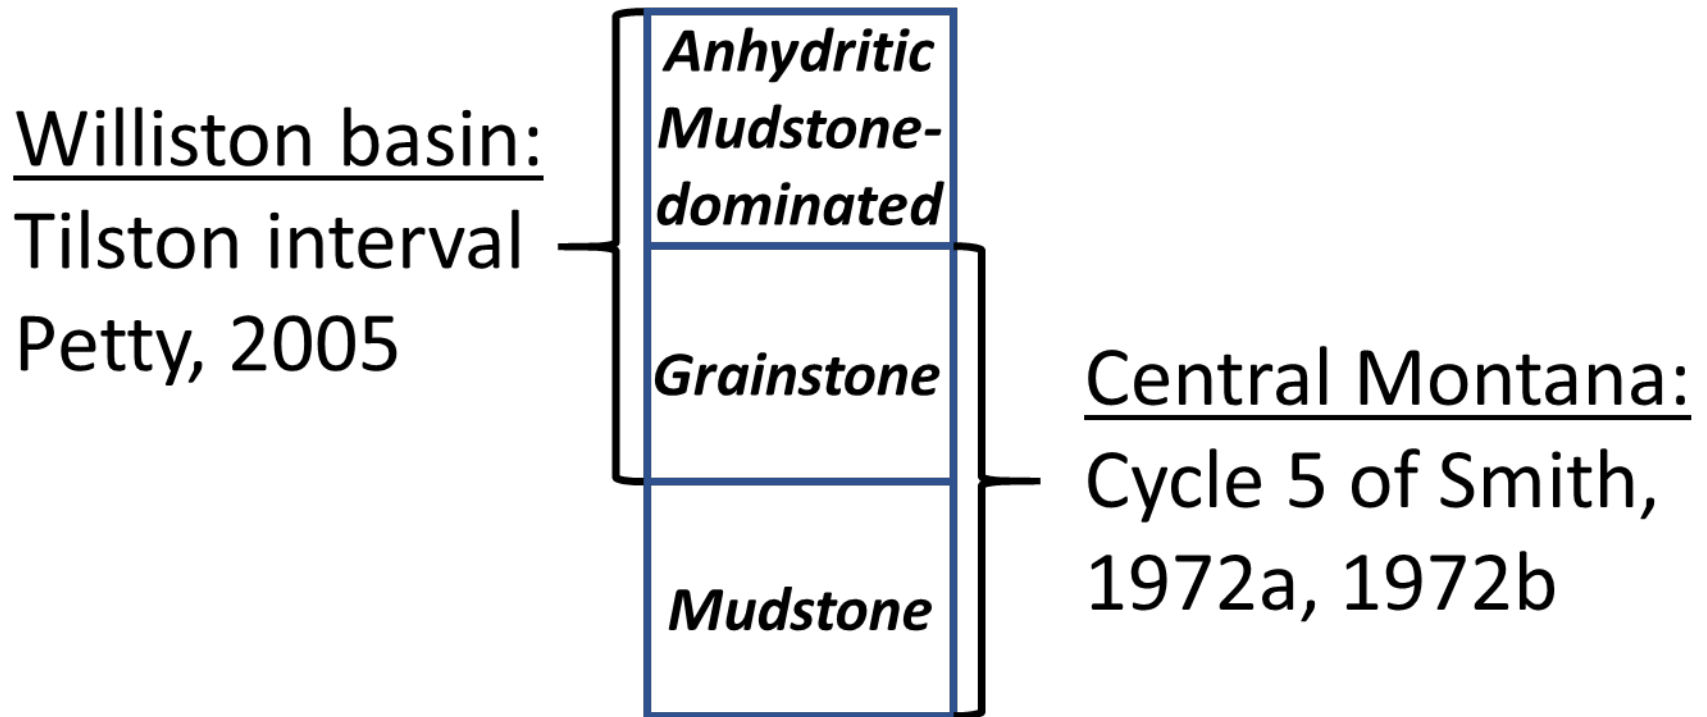 Williston basin:
Tilston interval
Petty, 2005
Anhydritic
Mudstone-
dominated
Grainstone
Mudstone
Central Montana:
Cycle 5 of Smith,
1972a, 1972b